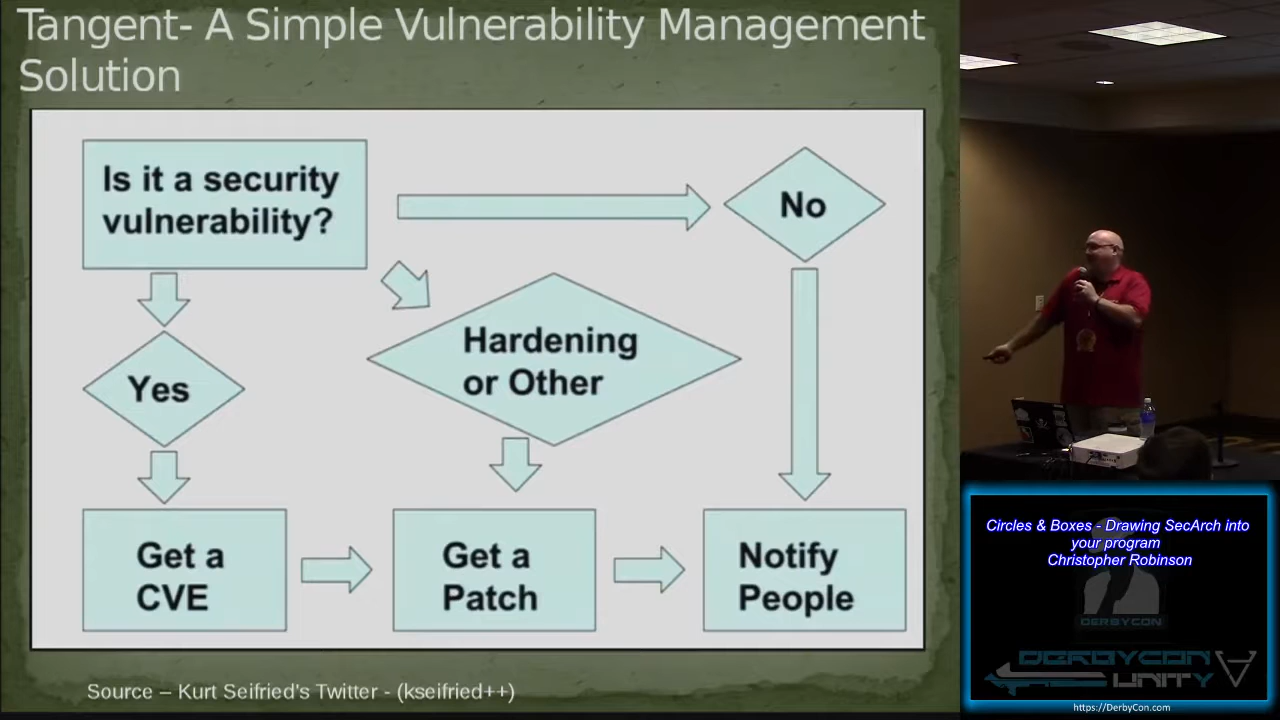 Tangent- A Simple Vulnerability Management
Solution
Is it a security
vulnerability?
No
Hardening
or Other
Yes
Get a
CVE
Get a
Patch
Notify
People
Source – Kurt Seifried's Twitter - (kseifried++)
Circles & Boxes - Drawing SecArch into
your program
Christopher Robinson
DERBYCON
DERBYCON
UNITY
https://DerbyCon.com